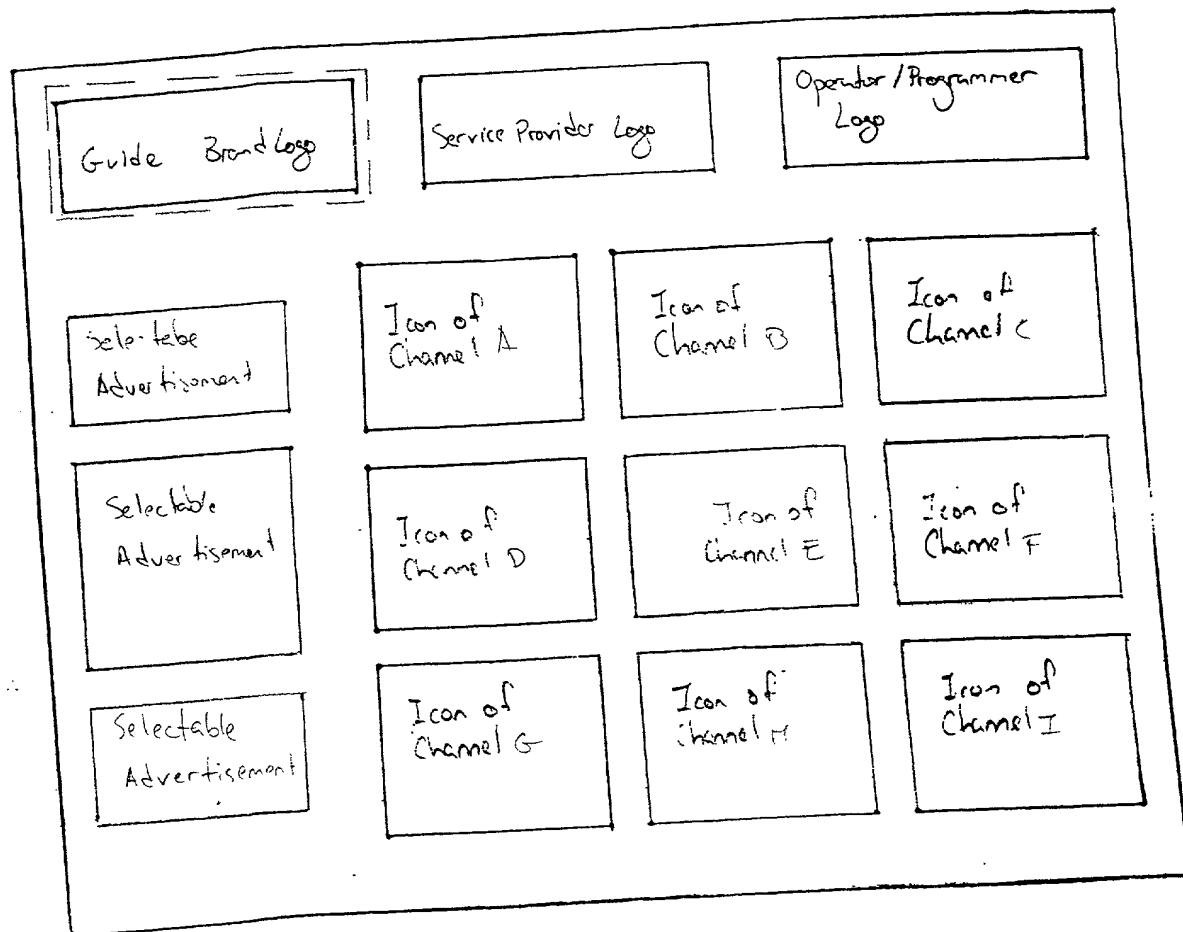 Guide Brand Logo
Service Provider Logo
Operator / Programmer
Logo
Icon of
Channel A
Icon of
Channel B
Icon of
Channel C
Advertisement
Selectable
Advertisement
Icon of
Channel D
Icon of
Channel E
Icon of
Channel F
Selectable
Advertisement
Icon of
Channel G
Icon of
Channel H
Icon of
Channel I